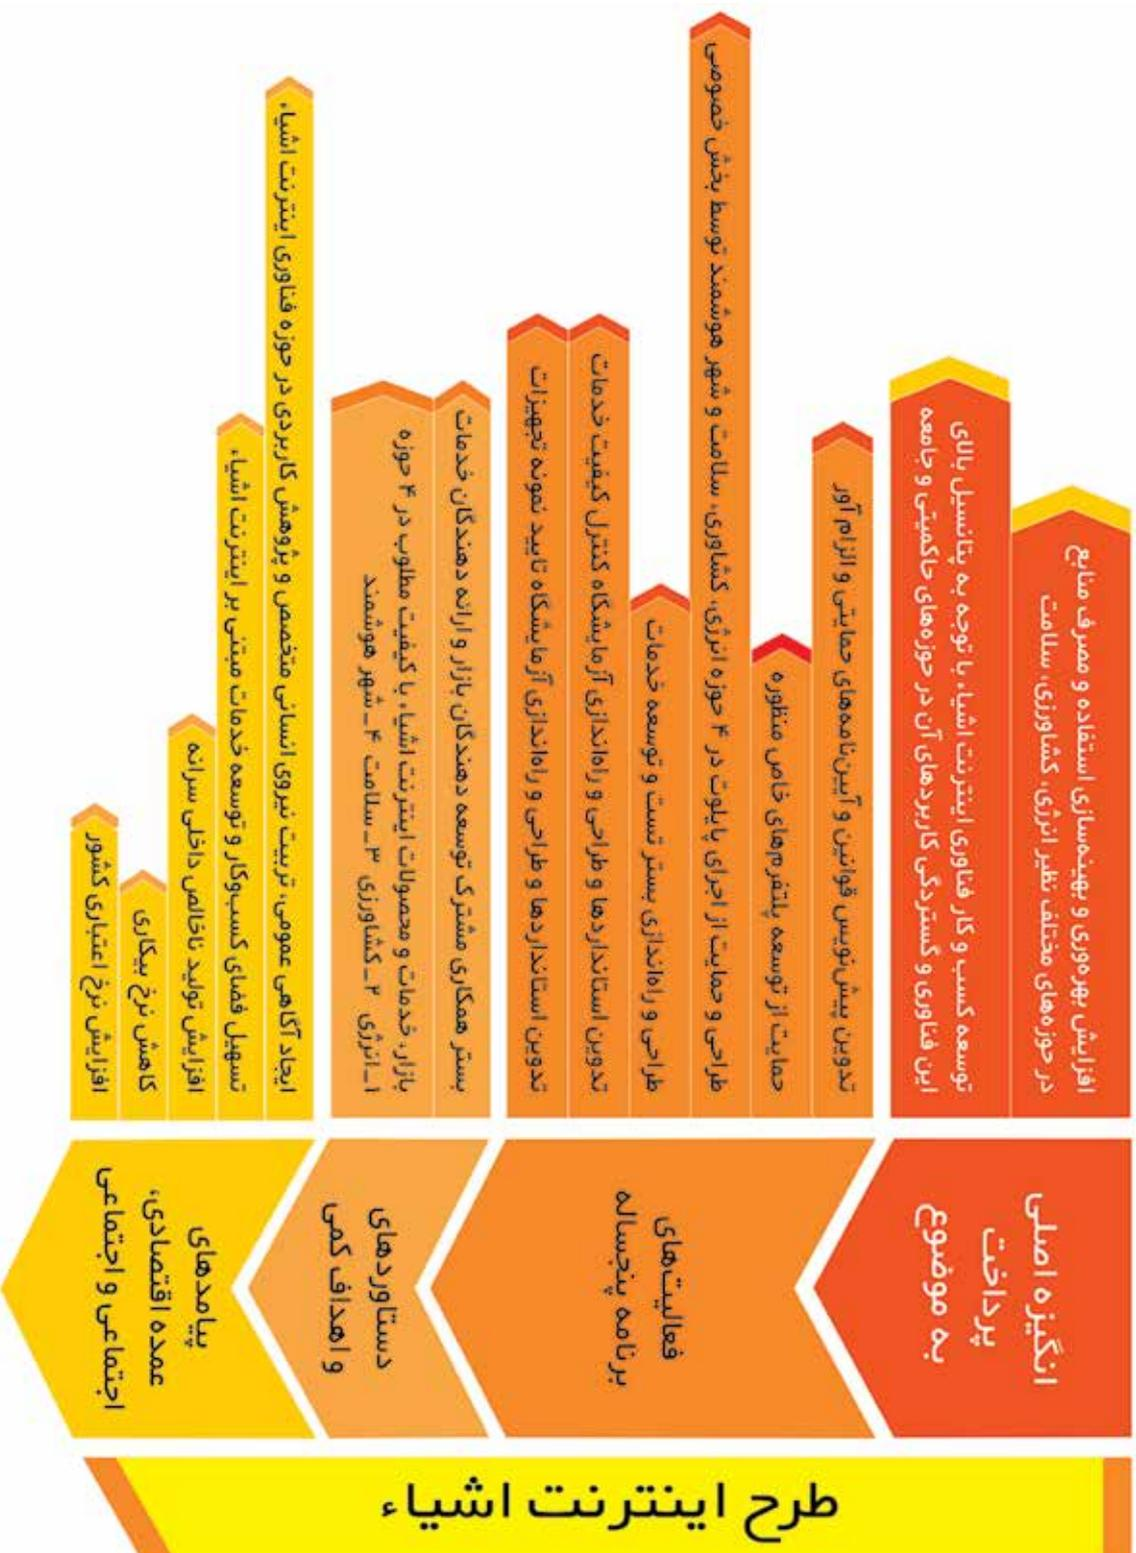 طرح اینترنت اشیاء
انگیزه اصلی
پرداخت
به موضوع
افزایش بهره‌وری و بهینه‌سازی استفاده و مصرف منابع
در حوزه‌های مختلف نظیر انرژی، کشاورزی، سلامت
توسعه کسب و کار فناوری اینترنت اشیاء با توجه به پتانسیل بالای
این فناوری و گستردگی کاربردهای آن در حوزه‌های حاکمیتی و جامعه
فعالیت‌های
برنامه پنجساله
تدوین پیش‌نویس قوانین و آیین‌نامه‌های حمایتی و الزام آور
حمایت از توسعه پلتفرم‌های خاص منظوره
طراحی و حمایت از اجرای پایلوت در ۴ حوزه انرژی، کشاوری، سلامت و شهر هوشمند توسط بخش خصوصی
طراحی و راه‌اندازی بستر تست و توسعه خدمات
تدوین استانداردها و طراحی و راه‌اندازی آزمایشگاه کنترل کیفیت خدمات
تدوین استانداردها و طراحی و راه‌اندازی آزمایشگاه تایید نمونه تجهیزات
دستاوردهای
و اهداف کمی
بستر همکاری مشترک توسعه دهندگان بازار و ارائه دهندگان خدمات
بازار، خدمات و محصولات اینترنت اشیاء با کیفیت مطلوب در ۴ حوزه
۱_انرژی ۲_کشاورزی ۳_سلامت ۴_شهر هوشمند
پیامدهای
عمده اقتصادی،
اجتماعی و اجتماعی
ایجاد آگاهی عمومی، تربیت نیروی انسانی متخصص و پژوهش کاربردی در حوزه فناوری اینترنت اشیاء
تسهیل فضای کسب‌وکار و توسعه خدمات مبتنی بر اینترنت اشیاء
افزایش تولید ناخالص داخلی سرانه
کاهش نرخ بیکاری
افزایش نرخ اعتباری کشور